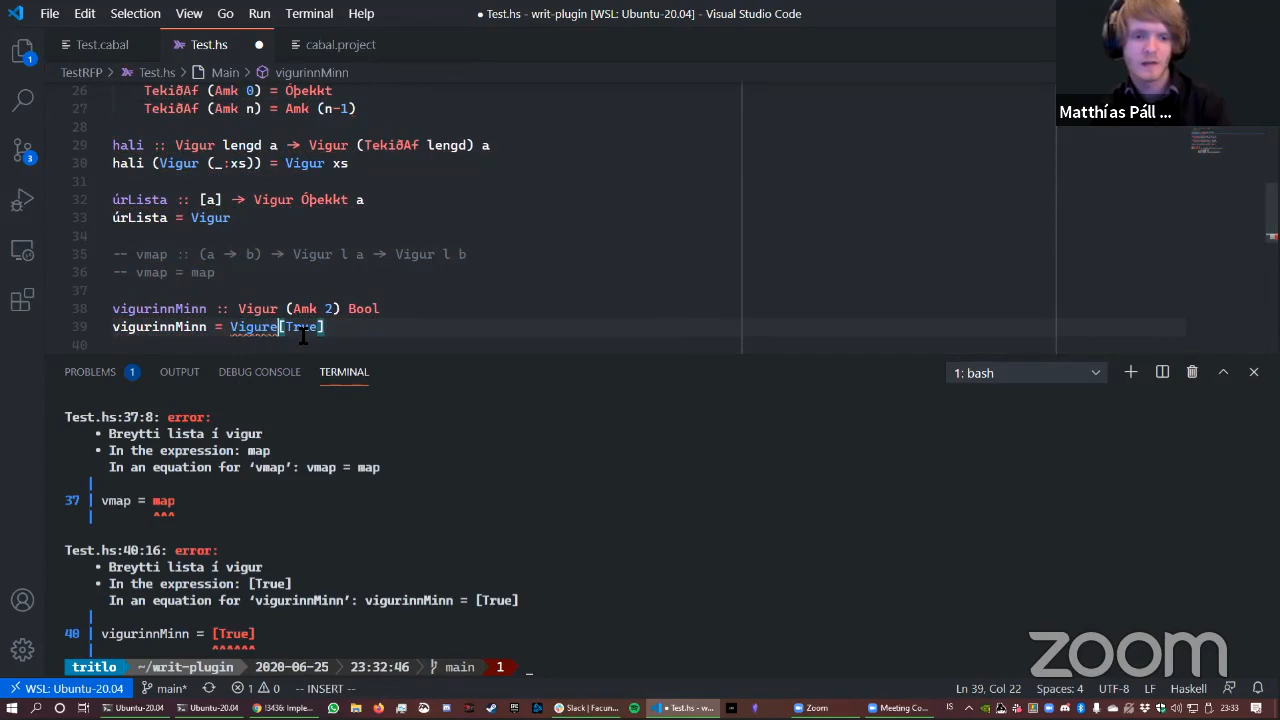 File Edit Selection View Go Run Terminal Help ● Test.hs - writ-plugin [WSL: Ubuntu-20.04] - Visual Studio Code
Test.cabal Test.hs cabal.project
TestRFP > Test.hs > Main > vigurinnMinn
Matthías Páll ...
26 TekiðAf (Amk 0) = Óþekkt
27 TekiðAf (Amk n) = Amk (n-1)
28
29 hali :: Vigur lengd a → Vigur (TekiðAf lengd) a
30 hali (Vigur (_:xs)) = Vigur xs
31
32 úrLista :: [a] → Vigur Óþekkt a
33 úrLista = Vigur
34
35 -- vmap :: (a → b) → Vigur l a → Vigur l b
36 -- vmap = map
37
38 vigurinnMinn :: Vigur (Amk 2) Bool
39 vigurinnMinn = Vigure[True]
40
PROBLEMS 1 OUTPUT DEBUG CONSOLE TERMINAL 1: bash
Test.hs:37:8: error:
• Breytti lista í vigur
• In the expression: map
In an equation for ‘vmap’: vmap = map
|
37 | vmap = map
| ^^^
Test.hs:40:16: error:
• Breytti lista í vigur
• In the expression: [True]
In an equation for ‘vigurinnMinn’: vigurinnMinn = [True]
|
40 | vigurinnMinn = [True]
| ^^^^^^
tritlo ~/writ-plugin 2020-06-25 23:32:46 main 1 _
zoom
WSL: Ubuntu-20.04 main* 1 0 -- INSERT -- Ln 39, Col 22 Spaces: 4 UTF-8 LF Haskell
Ubuntu-20.04 Ubuntu-20.04 13436 Imple... Slack | Facun... ● Test.hs - w... Zoom Meeting Co... IS 23:33